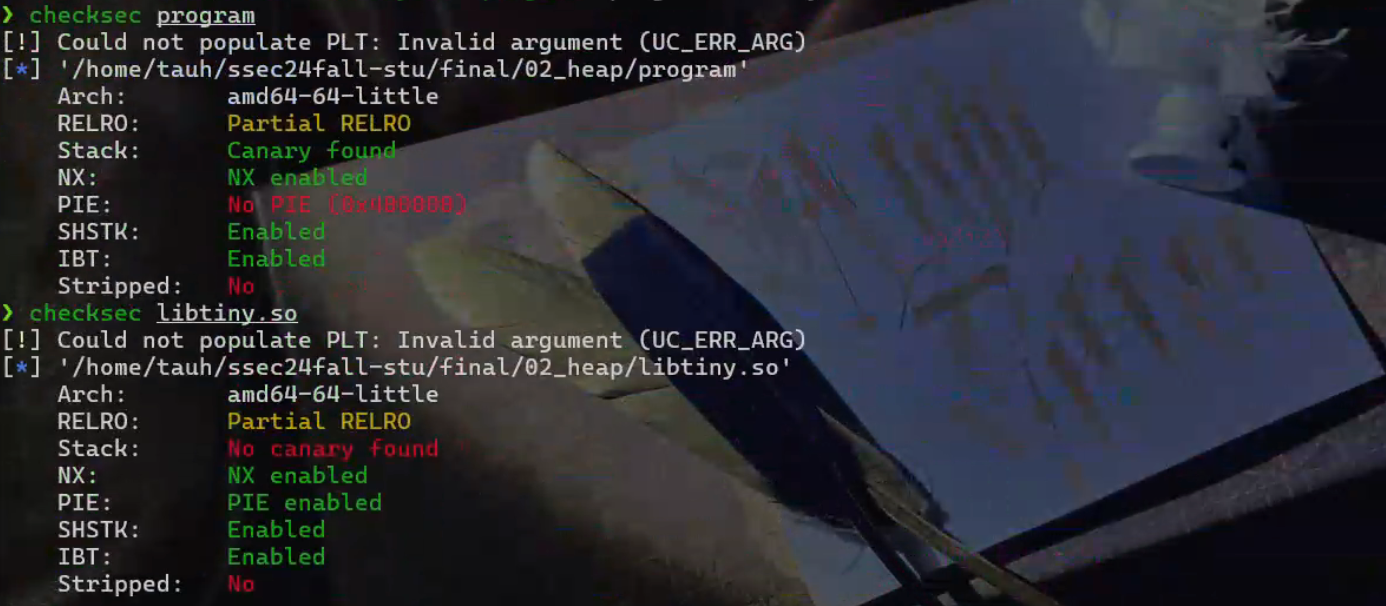 ❯ checksec program
[!] Could not populate PLT: Invalid argument (UC_ERR_ARG)
[*] '/home/tauh/ssec24fall-stu/final/02_heap/program'
    Arch:       amd64-64-little
    RELRO:      Partial RELRO
    Stack:      Canary found
    NX:         NX enabled
    PIE:        No PIE (0x400000)
    SHSTK:      Enabled
    IBT:        Enabled
    Stripped:   No
❯ checksec libtiny.so
[!] Could not populate PLT: Invalid argument (UC_ERR_ARG)
[*] '/home/tauh/ssec24fall-stu/final/02_heap/libtiny.so'
    Arch:       amd64-64-little
    RELRO:      Partial RELRO
    Stack:      No canary found
    NX:         NX enabled
    PIE:        PIE enabled
    SHSTK:      Enabled
    IBT:        Enabled
    Stripped:   No